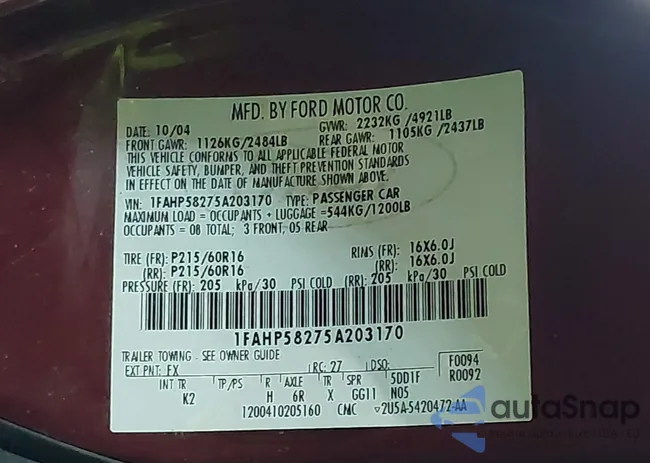 MFD. BY FORD MOTOR CO.
DATE: 10/04 GVWR: 2232KG /4921LB
FRONT GAWR: 1126KG/2484LB REAR GAWR: 1105KG /2437LB
THIS VEHICLE CONFORMS TO ALL APPLICABLE FEDERAL MOTOR
VEHICLE SAFETY, BUMPER, AND THEFT PREVENTION STANDARDS
IN EFFECT ON THE DATE OF MANUFACTURE SHOWN ABOVE.
VIN: 1FAHP58275A203170 TYPE: PASSENGER CAR
MAXIMUM LOAD = OCCUPANTS + LUGGAGE =544KG/1200LB
OCCUPANTS = 08 TOTAL; 3 FRONT, 05 REAR
TIRE (FR): P215/60R16 RIMS (FR): 16X6.0J
(RR): P215/60R16 (RR): 16X6.0J
PRESSURE (FR): 205 kPa/30 PSI COLD (RR): 205 kPa/30 PSI COLD
1FAHP58275A203170
TRAILER TOWING - SEE OWNER GUIDE
EXT PNT: FX RC: 27 DSO: F0094
R0092
INT TR TP/PS R AXLE TR SPR 5DD1F
K2 H 6R X GG11 N05
1200410205160 CMC 2U5A-5420472-AA
autoSnap